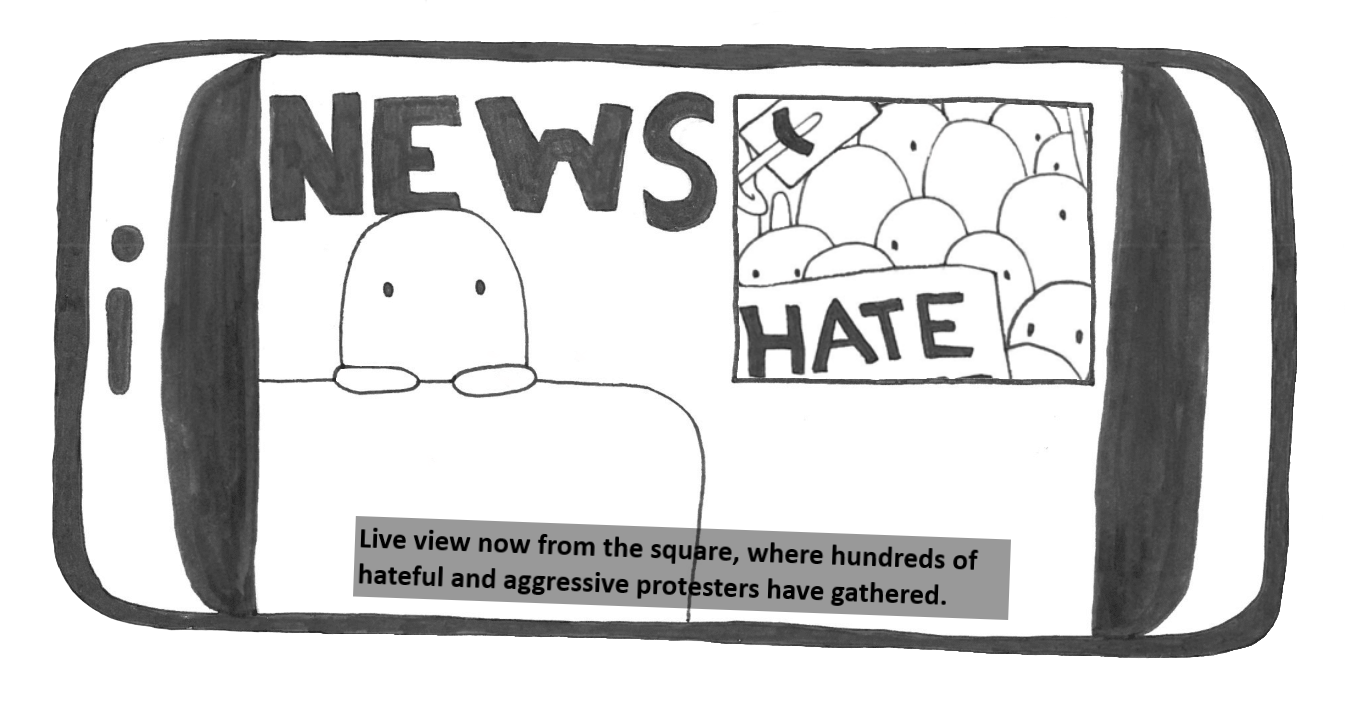 NEWS
HATE
Live view now from the square, where hundreds of
hateful and aggressive protesters have gathered.